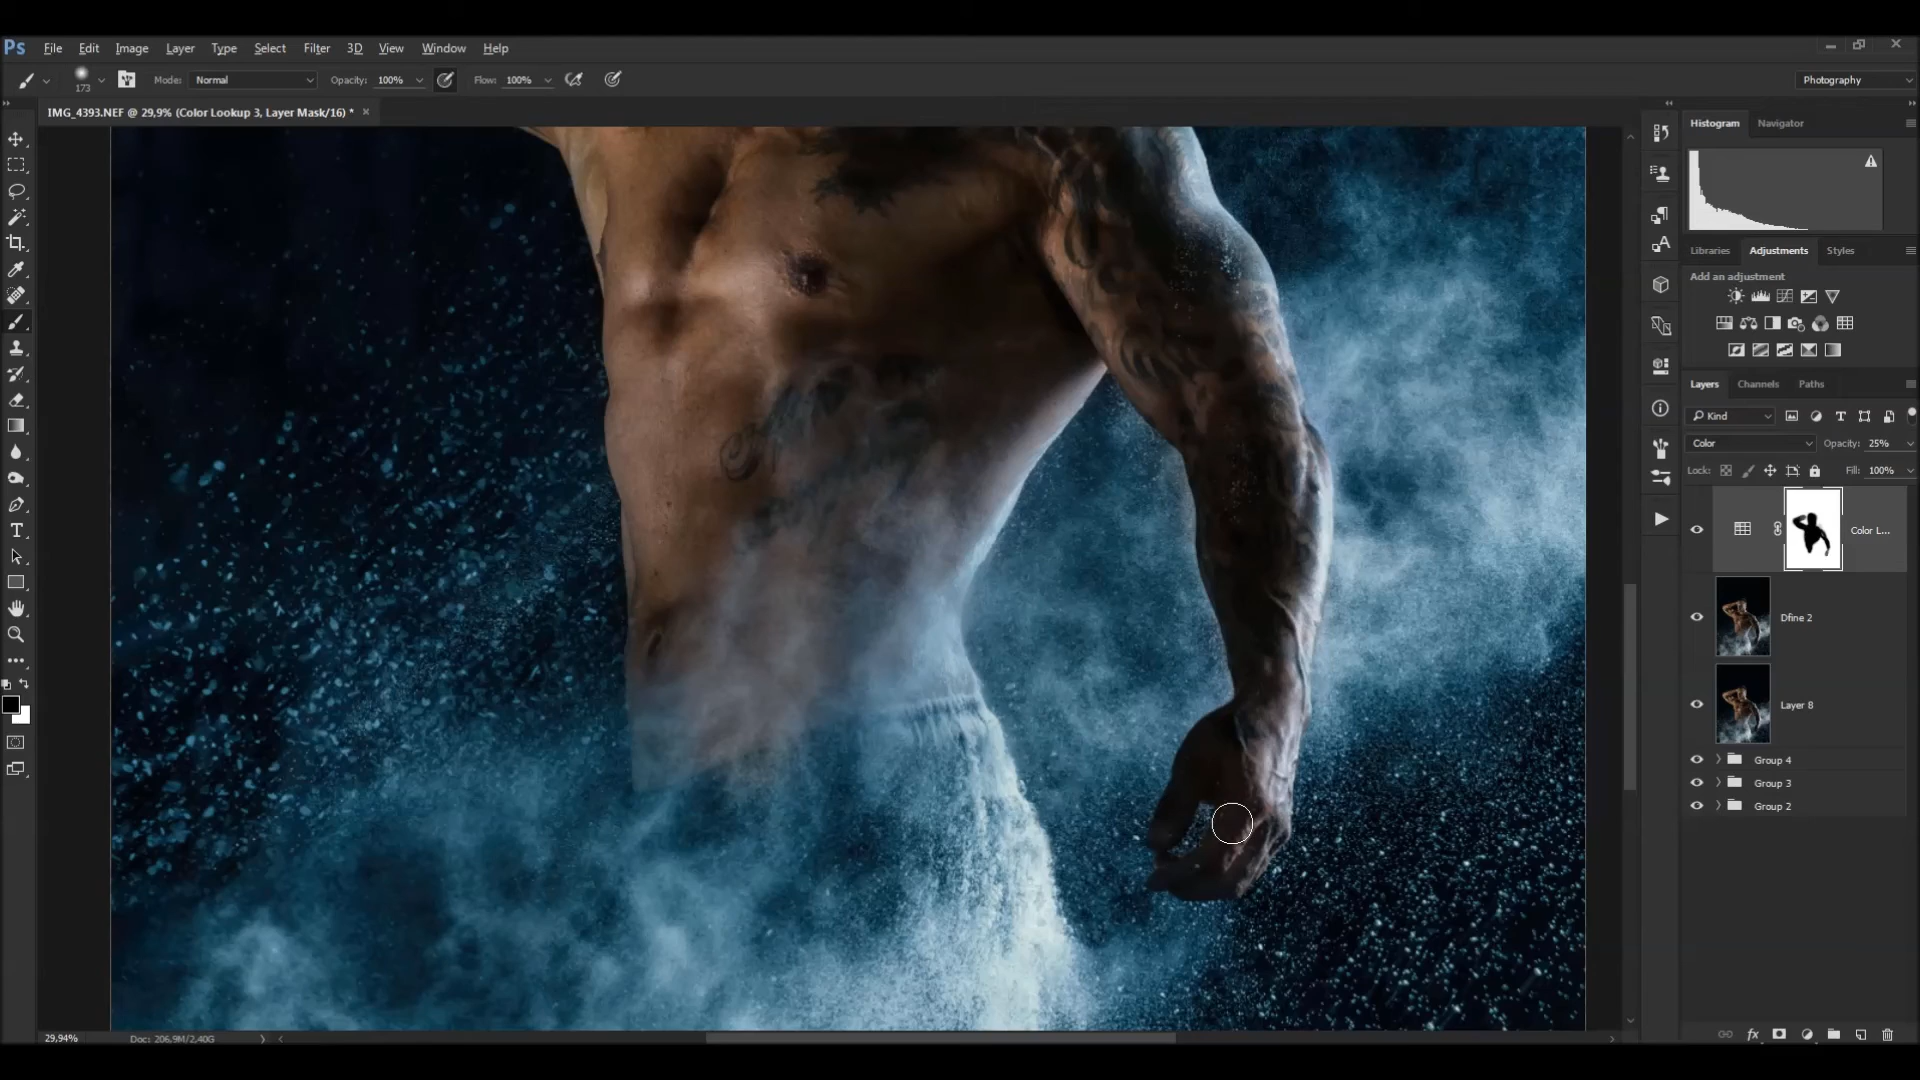 Ps File Edit Image Layer Type Select Filter 3D View Window Help
173 Mode: Normal Opacity: 100% Flow: 100% Photography
IMG_4393.NEF @ 29,9% (Color Lookup 3, Layer Mask/16) * ×
Histogram Navigator
Libraries Adjustments Styles
Add an adjustment
Layers Channels Paths
Kind
Color Opacity: 25%
Lock: Fill: 100%
Color L...
Dfine 2
Layer 8
Group 4
Group 3
Group 2
29,94% Doc: 206,9M/2,40G
fx